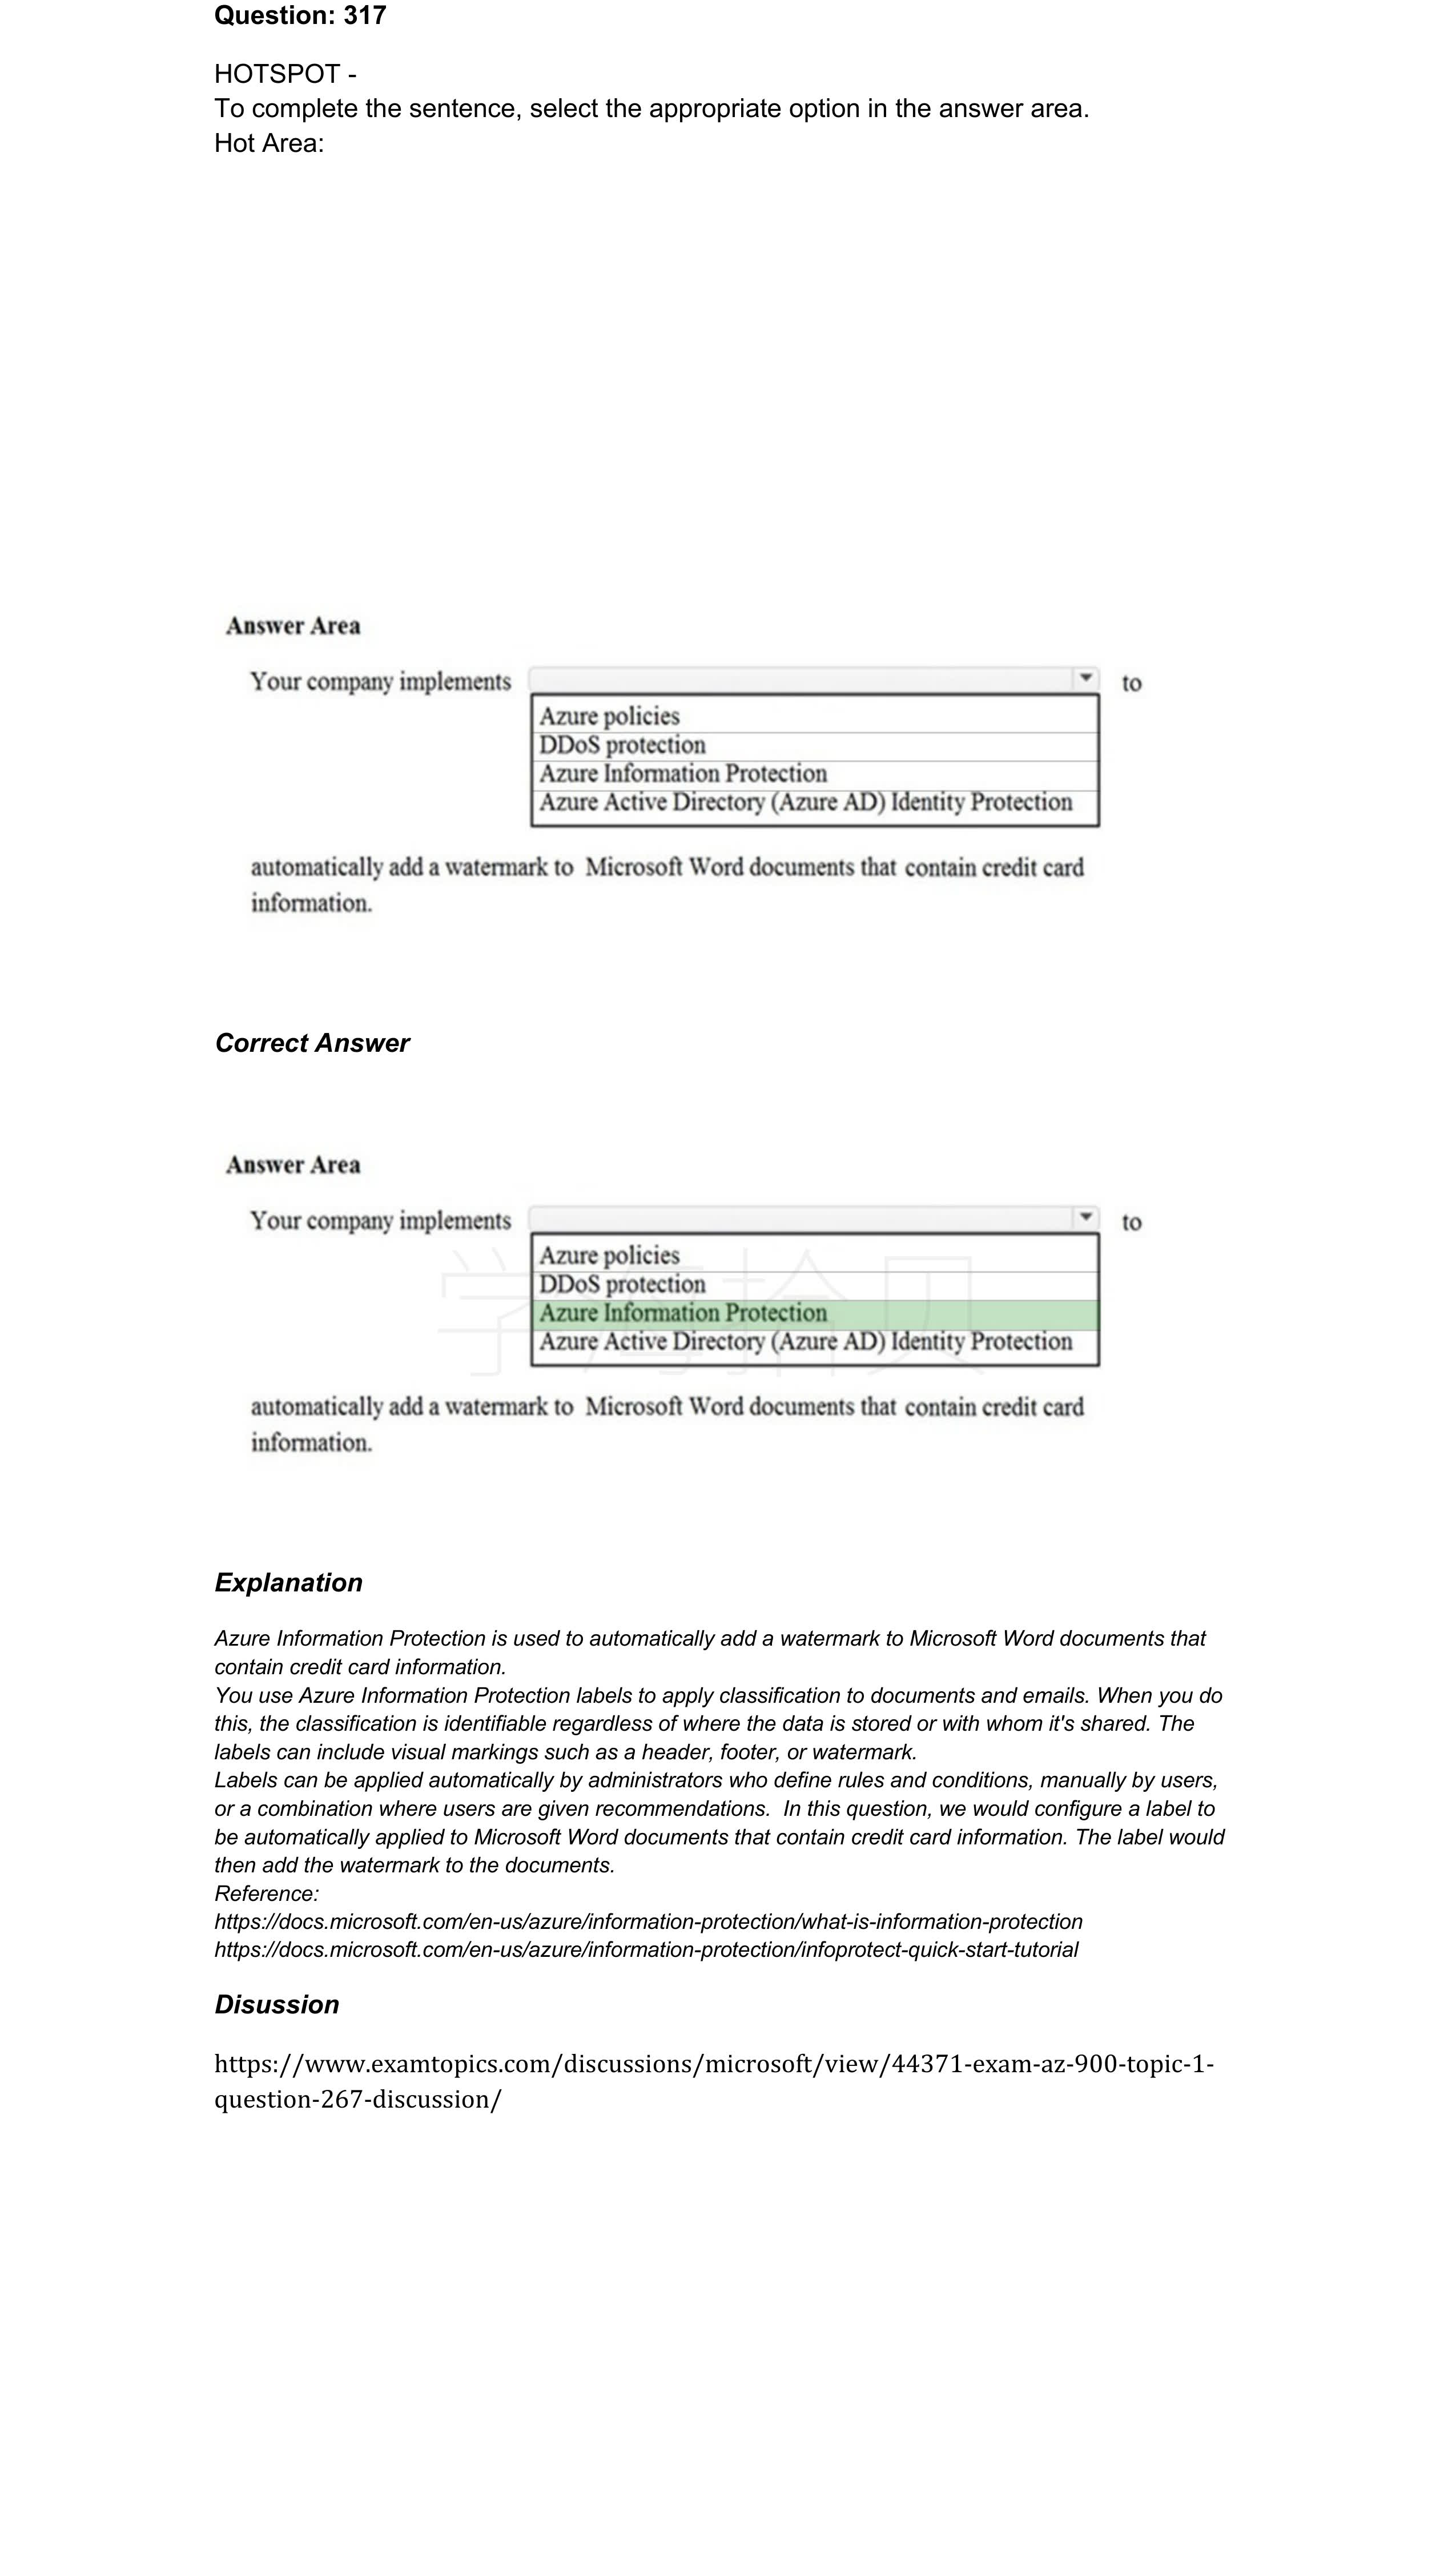 Question: 317
HOTSPOT -
To complete the sentence, select the appropriate option in the answer area.
Hot Area:
Answer Area
Your company implements to
Azure policies
DDoS protection
Azure Information Protection
Azure Active Directory (Azure AD) Identity Protection
automatically add a watermark to Microsoft Word documents that contain credit card
information.
Correct Answer
Answer Area
Your company implements to
Azure policies
DDoS protection
Azure Information Protection
Azure Active Directory (Azure AD) Identity Protection
学海拾贝
automatically add a watermark to Microsoft Word documents that contain credit card
information.
Explanation
Azure Information Protection is used to automatically add a watermark to Microsoft Word documents that
contain credit card information.
You use Azure Information Protection labels to apply classification to documents and emails. When you do
this, the classification is identifiable regardless of where the data is stored or with whom it's shared. The
labels can include visual markings such as a header, footer, or watermark.
Labels can be applied automatically by administrators who define rules and conditions, manually by users,
or a combination where users are given recommendations.  In this question, we would configure a label to
be automatically applied to Microsoft Word documents that contain credit card information. The label would
then add the watermark to the documents.
Reference:
https://docs.microsoft.com/en-us/azure/information-protection/what-is-information-protection
https://docs.microsoft.com/en-us/azure/information-protection/infoprotect-quick-start-tutorial
Disussion
https://www.examtopics.com/discussions/microsoft/view/44371-exam-az-900-topic-1-
question-267-discussion/